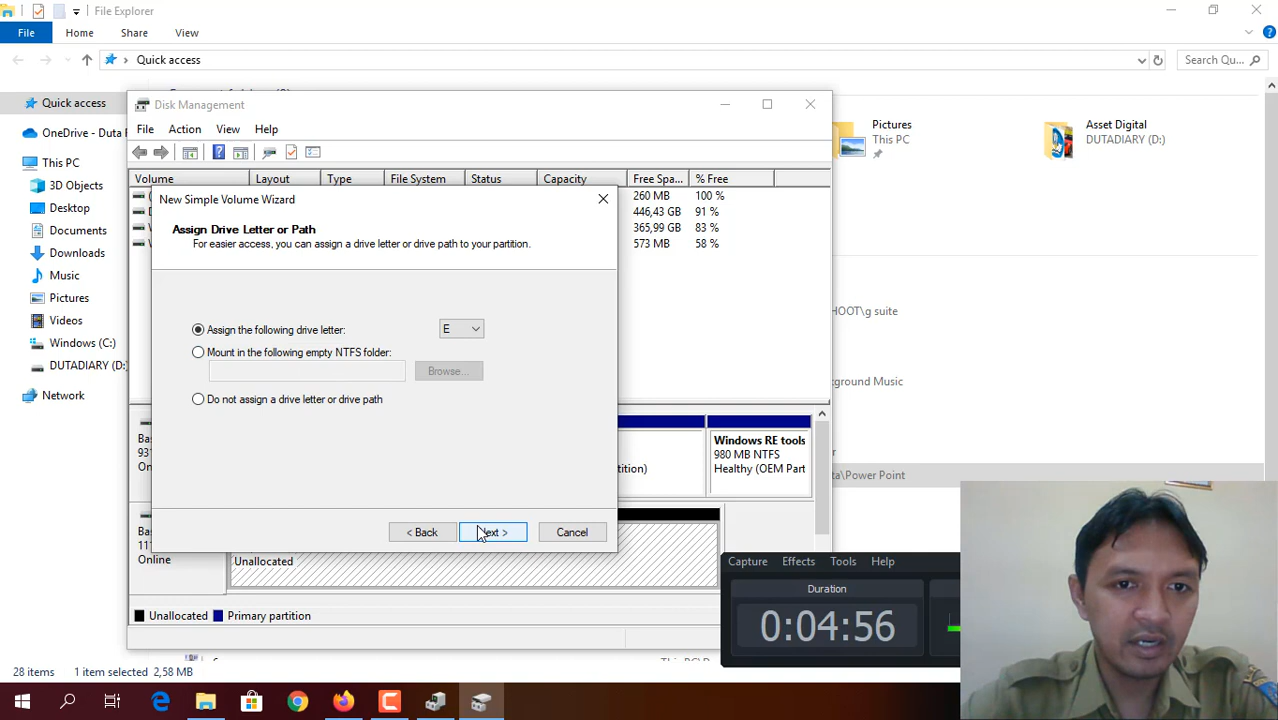 File Explorer
File Home Share View
Quick access
Search Qu...
Quick access
OneDrive - Duta
This PC
3D Objects
Desktop
Documents
Downloads
Music
Pictures
Videos
Windows (C:)
DUTADIARY (D:)
Network
Pictures
This PC
Asset Digital
DUTADIARY (D:)
HOOT\g suite
ground Music
ta\Power Point
Disk Management
File Action View Help
Volume Layout Type File System Status Capacity Free Spa... % Free
260 MB 100 %
446,43 GB 91 %
365,99 GB 83 %
573 MB 58 %
New Simple Volume Wizard
Assign Drive Letter or Path
For easier access, you can assign a drive letter or drive path to your partition.
Assign the following drive letter: E
Mount in the following empty NTFS folder:
Browse...
Do not assign a drive letter or drive path
< Back Next > Cancel
Ba
931
On
tition)
Windows RE tools
980 MB NTFS
Healthy (OEM Part
Bas
11
Online
Unallocated
Unallocated Primary partition
Capture Effects Tools Help
Duration
0:04:56
28 items 1 item selected 2,58 MB